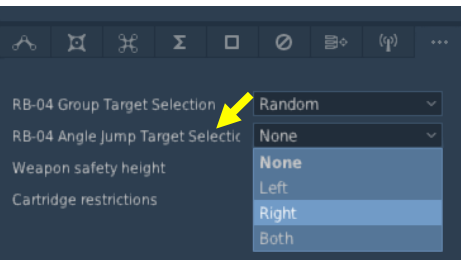 RB-04 Group Target Selection Random
RB-04 Angle Jump Target Selectic None
Weapon safety height None
Cartridge restrictions Left
Right
Both